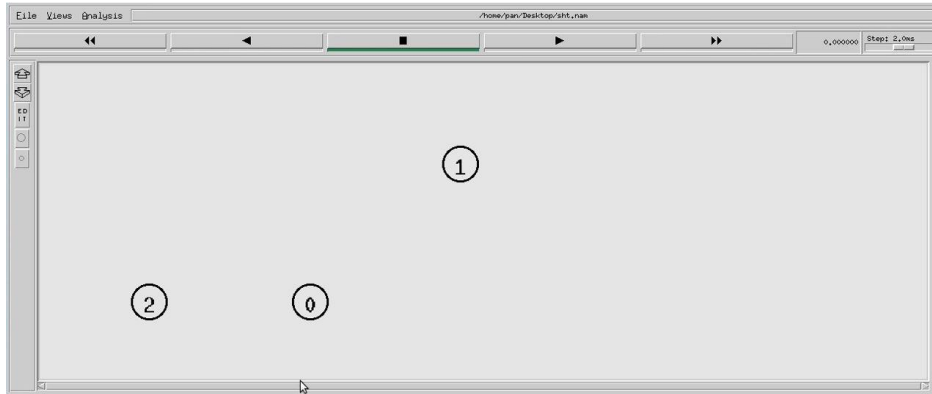 File Views Analysis /home/pan/Desktop/sht.nam
0.000000 Step: 2.0ms
ED
IT
1
2 0